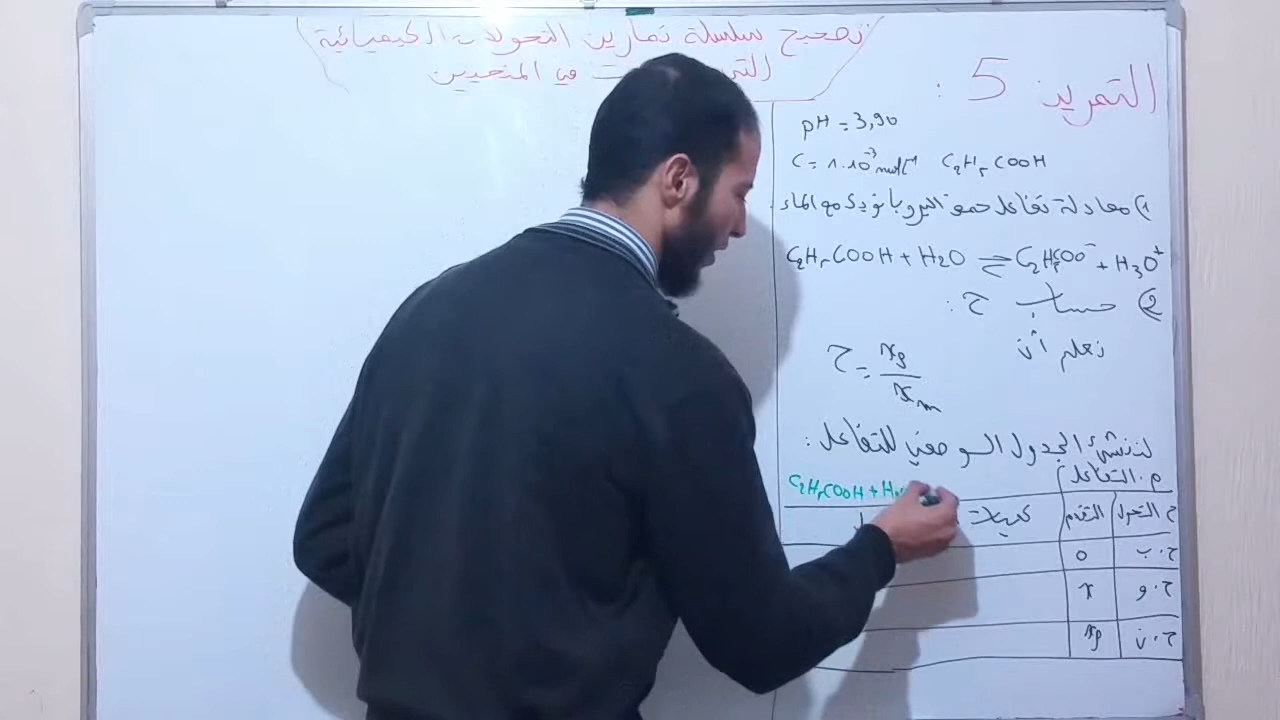 تصحيح سلسلة تمارين التحولات الكيميائية
في المنحيين
التمرين 5 :
pH = 3,90
C = 1.10⁻³ mol/L C₂H₅COOH
1) معادلة تفاعل حمض البروبانويك مع الماء.
C₂H₅COOH + H₂O ⇌ C₂H₅COO⁻ + H₃O⁺
2) حساب τ :
نعلم أن
τ = xf / xm
لننشئ الجدول الوصفي للتفاعل :
م. التفاعل C₂H₅COOH + H
ح التحول التقدم كميات
ح.ب 0
ح.و x
ح.ن xf